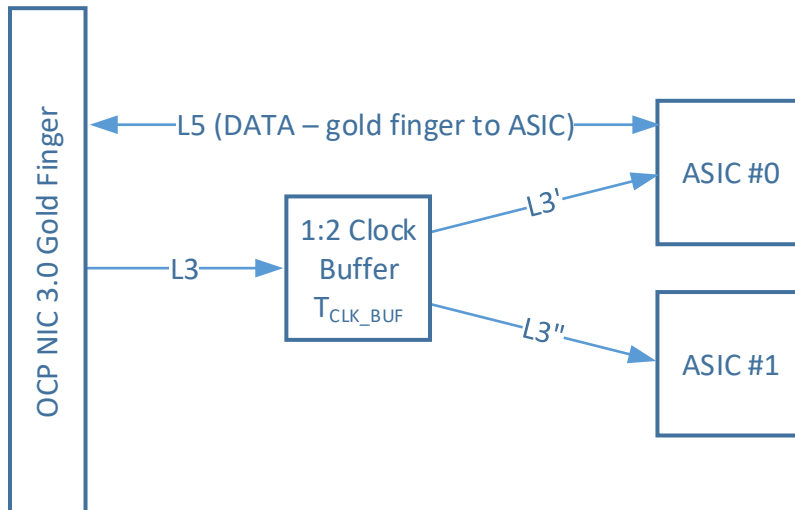 OCP NIC 3.0 Gold Finger
L5 (DATA – gold finger to ASIC)
ASIC #0
L3'
L3
1:2 Clock
Buffer
T_CLK_BUF
L3"
ASIC #1